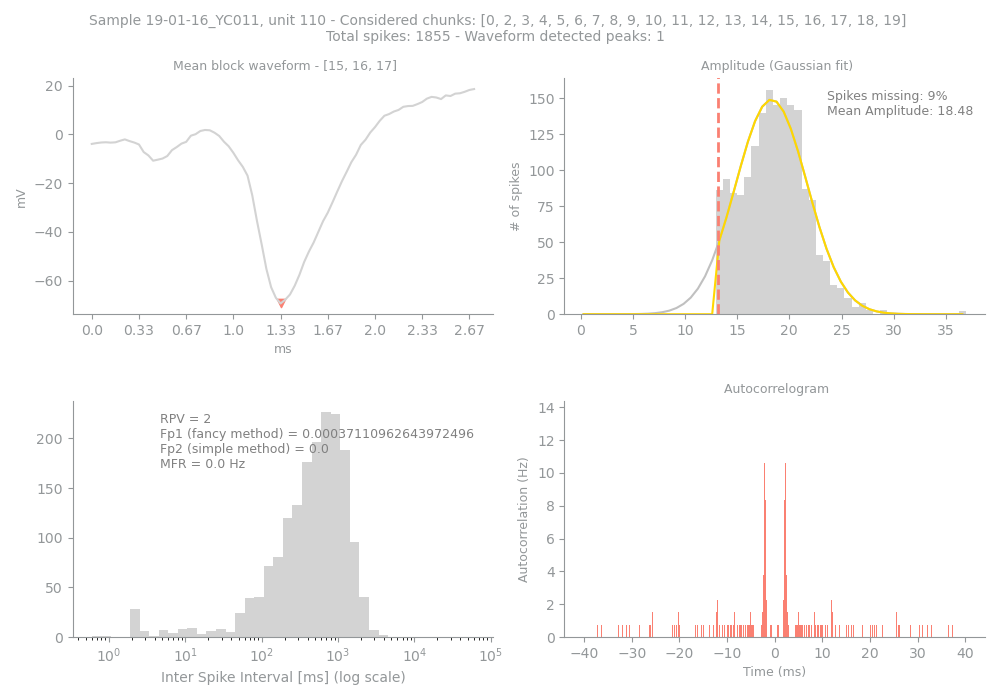 Sample 19-01-16_YC011, unit 110 - Considered chunks: [0, 2, 3, 4, 5, 6, 7, 8, 9, 10, 11, 12, 13, 14, 15, 16, 17, 18, 19]
Total spikes: 1855 - Waveform detected peaks: 1
Mean block waveform - [15, 16, 17]
20
0
−20
−40
−60
mV
0.0 0.33 0.67 1.0 1.33 1.67 2.0 2.33 2.67
ms
Amplitude (Gaussian fit)
Spikes missing: 9%
Mean Amplitude: 18.48
150
125
100
75
50
25
0
# of spikes
0 5 10 15 20 25 30 35
RPV = 2
Fp1 (fancy method) = 0.00037110962643972496
Fp2 (simple method) = 0.0
MFR = 0.0 Hz
200
150
100
50
0
10⁰ 10¹ 10² 10³ 10⁴ 10⁵
Inter Spike Interval [ms] (log scale)
Autocorrelogram
14
12
10
8
6
4
2
0
Autocorrelation (Hz)
−40 −30 −20 −10 0 10 20 30 40
Time (ms)